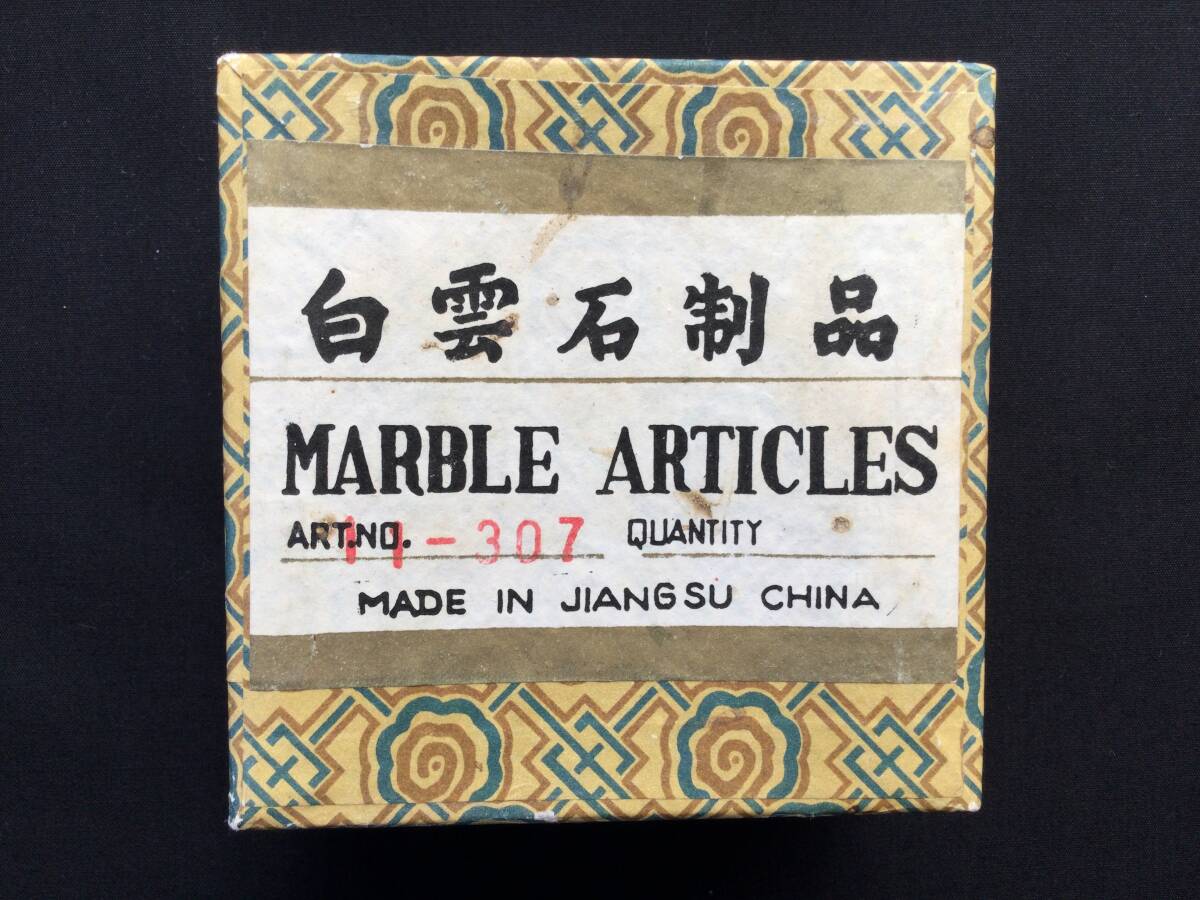 白雲石制品
MARBLE ARTICLES
ART.NO. 11-307 QUANTITY
MADE IN JIANGSU CHINA